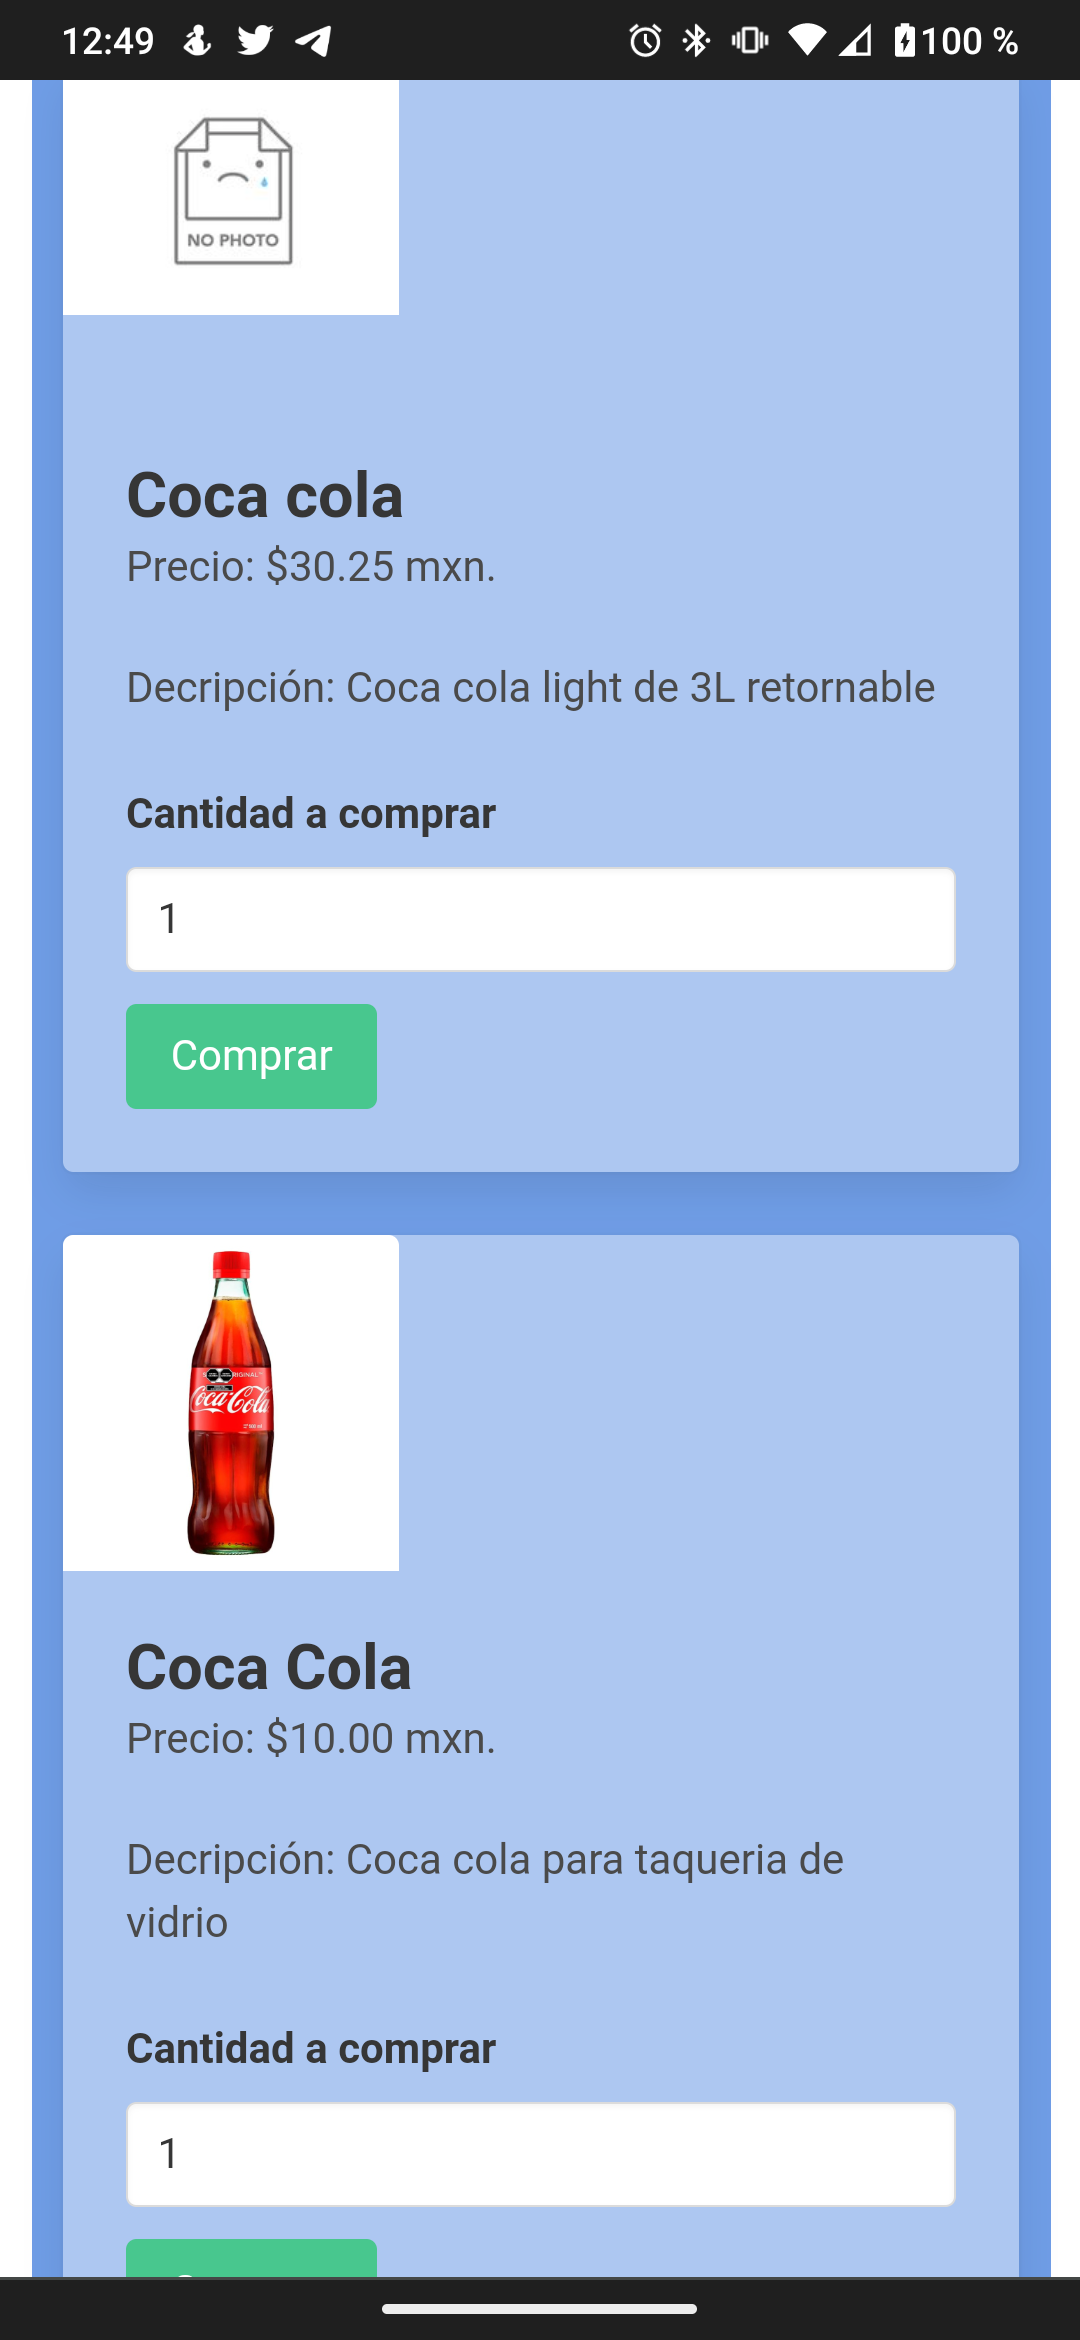 12:49 100 %
NO PHOTO
Coca cola
Precio: $30.25 mxn.
Decripción: Coca cola light de 3L retornable
Cantidad a comprar
1
Comprar
Coca-Cola
Coca Cola
Precio: $10.00 mxn.
Decripción: Coca cola para taqueria de
vidrio
Cantidad a comprar
1